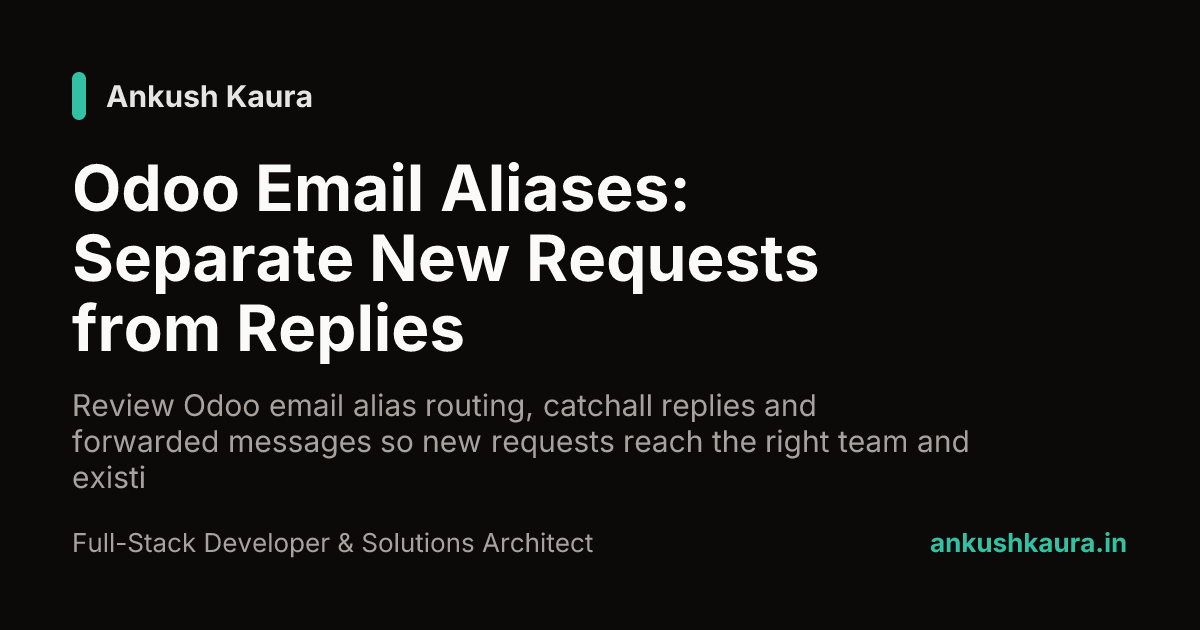 Ankush Kaura
Odoo Email Aliases:
Separate New Requests
from Replies
Review Odoo email alias routing, catchall replies and
forwarded messages so new requests reach the right team and
existi
Full-Stack Developer & Solutions Architect
ankushkaura.in